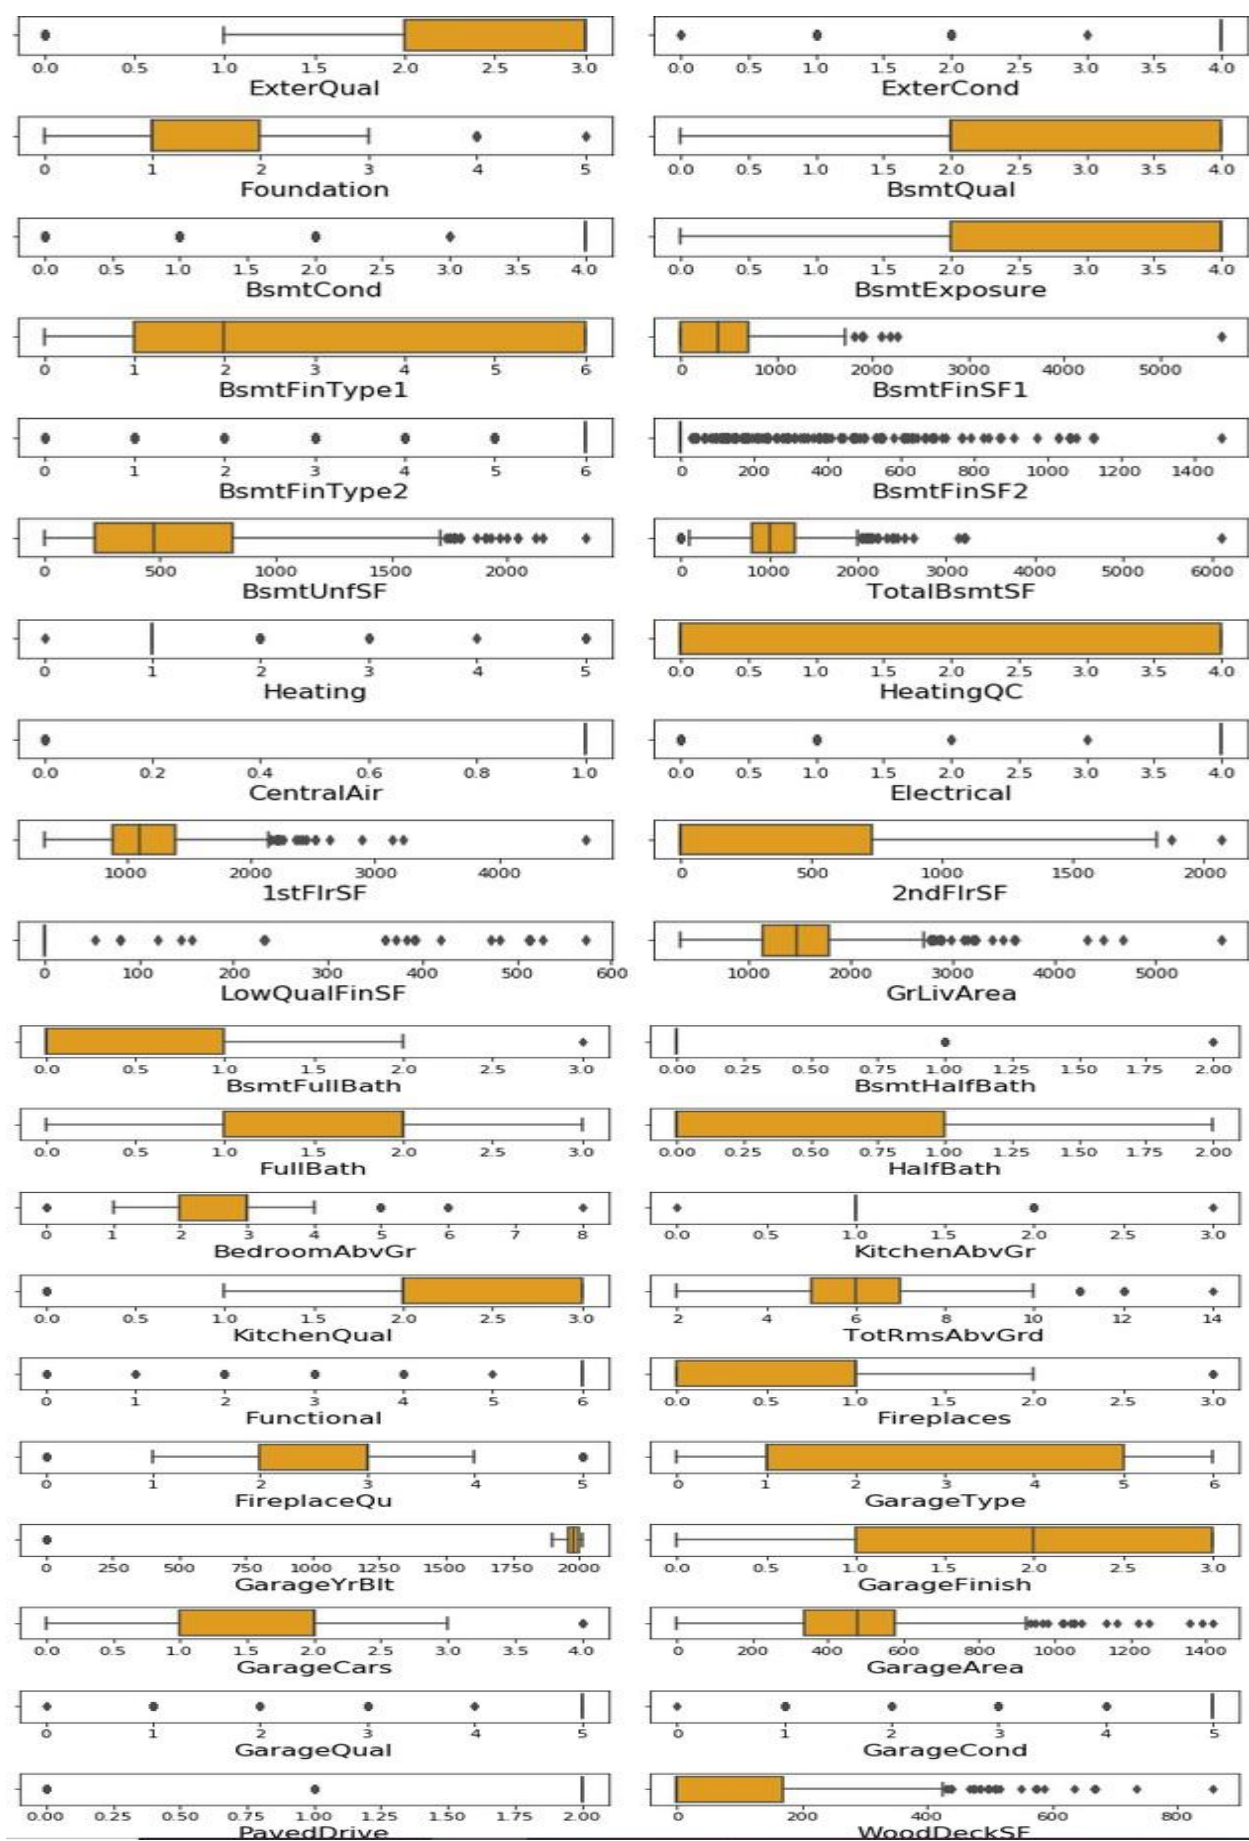 0.0 0.5 1.0 1.5 2.0 2.5 3.0
ExterQual
0.0 0.5 1.0 1.5 2.0 2.5 3.0 3.5 4.0
ExterCond
0 1 2 3 4 5
Foundation
0.0 0.5 1.0 1.5 2.0 2.5 3.0 3.5 4.0
BsmtQual
0.0 0.5 1.0 1.5 2.0 2.5 3.0 3.5 4.0
BsmtCond
0.0 0.5 1.0 1.5 2.0 2.5 3.0 3.5 4.0
BsmtExposure
0 1 2 3 4 5 6
BsmtFinType1
0 1000 2000 3000 4000 5000
BsmtFinSF1
0 1 2 3 4 5 6
BsmtFinType2
0 200 400 600 800 1000 1200 1400
BsmtFinSF2
0 500 1000 1500 2000
BsmtUnfSF
0 1000 2000 3000 4000 5000 6000
TotalBsmtSF
0 1 2 3 4 5
Heating
0.0 0.5 1.0 1.5 2.0 2.5 3.0 3.5 4.0
HeatingQC
0.0 0.2 0.4 0.6 0.8 1.0
CentralAir
0.0 0.5 1.0 1.5 2.0 2.5 3.0 3.5 4.0
Electrical
1000 2000 3000 4000
1stFlrSF
0 500 1000 1500 2000
2ndFlrSF
0 100 200 300 400 500 600
LowQualFinSF
1000 2000 3000 4000 5000
GrLivArea
0.0 0.5 1.0 1.5 2.0 2.5 3.0
BsmtFullBath
0.00 0.25 0.50 0.75 1.00 1.25 1.50 1.75 2.00
BsmtHalfBath
0.0 0.5 1.0 1.5 2.0 2.5 3.0
FullBath
0.00 0.25 0.50 0.75 1.00 1.25 1.50 1.75 2.00
HalfBath
0 1 2 3 4 5 6 7 8
BedroomAbvGr
0.0 0.5 1.0 1.5 2.0 2.5 3.0
KitchenAbvGr
0.0 0.5 1.0 1.5 2.0 2.5 3.0
KitchenQual
2 4 6 8 10 12 14
TotRmsAbvGrd
0 1 2 3 4 5 6
Functional
0.0 0.5 1.0 1.5 2.0 2.5 3.0
Fireplaces
0 1 2 3 4 5
FireplaceQu
0 1 2 3 4 5 6
GarageType
0 250 500 750 1000 1250 1500 1750 2000
GarageYrBlt
0.0 0.5 1.0 1.5 2.0 2.5 3.0
GarageFinish
0.0 0.5 1.0 1.5 2.0 2.5 3.0 3.5 4.0
GarageCars
0 200 400 600 800 1000 1200 1400
GarageArea
0 1 2 3 4 5
GarageQual
0 1 2 3 4 5
GarageCond
0.00 0.25 0.50 0.75 1.00 1.25 1.50 1.75 2.00
PavedDrive
0 200 400 600 800
WoodDeckSF